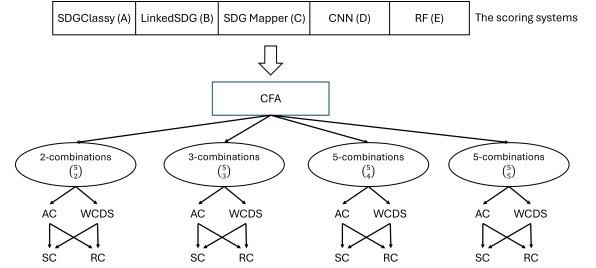 SDGClassy (A) LinkedSDG (B) SDG Mapper (C) CNN (D) RF (E) The scoring systems
CFA
2-combinations 3-combinations 5-combinations 5-combinations
(5 2) (5 3) (5 4) (5 5)
AC WCDS AC WCDS AC WCDS AC WCDS
SC RC SC RC SC RC SC RC